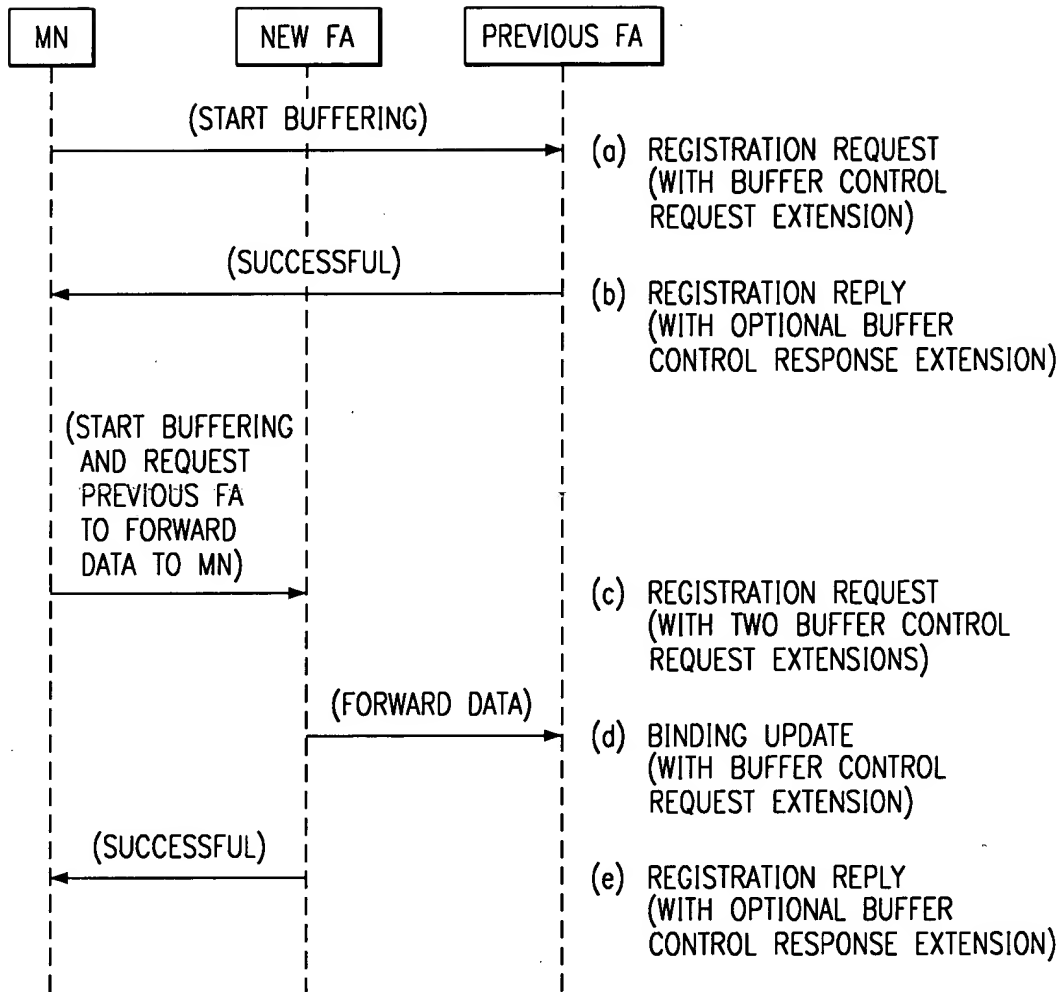 MN
NEW FA
PREVIOUS FA
(START BUFFERING)
(a) REGISTRATION REQUEST
(WITH BUFFER CONTROL
REQUEST EXTENSION)
(SUCCESSFUL)
(b) REGISTRATION REPLY
(WITH OPTIONAL BUFFER
CONTROL RESPONSE EXTENSION)
(START BUFFERING
AND REQUEST
PREVIOUS FA
TO FORWARD
DATA TO MN)
(c) REGISTRATION REQUEST
(WITH TWO BUFFER CONTROL
REQUEST EXTENSIONS)
(FORWARD DATA)
(d) BINDING UPDATE
(WITH BUFFER CONTROL
REQUEST EXTENSION)
(SUCCESSFUL)
(e) REGISTRATION REPLY
(WITH OPTIONAL BUFFER
CONTROL RESPONSE EXTENSION)